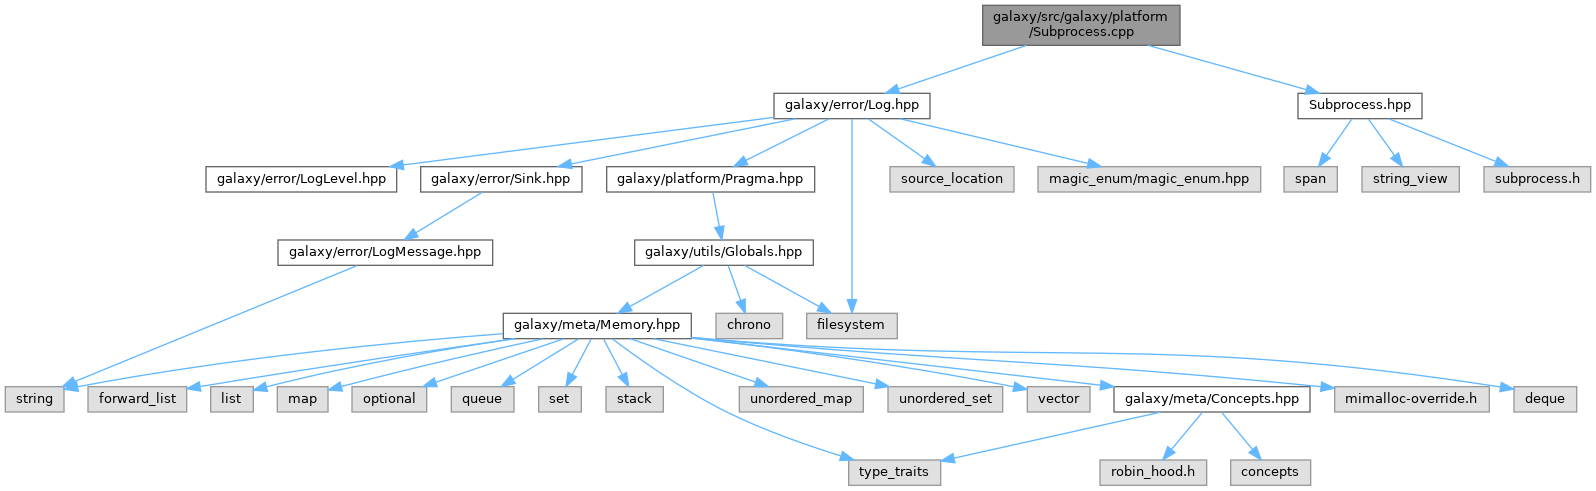 galaxy/src/galaxy/platform
/Subprocess.cpp
galaxy/error/Log.hpp
Subprocess.hpp
galaxy/error/LogLevel.hpp
galaxy/error/Sink.hpp
galaxy/platform/Pragma.hpp
source_location
magic_enum/magic_enum.hpp
span
string_view
subprocess.h
galaxy/error/LogMessage.hpp
galaxy/utils/Globals.hpp
galaxy/meta/Memory.hpp
chrono
filesystem
string
forward_list
list
map
optional
queue
set
stack
unordered_map
unordered_set
vector
galaxy/meta/Concepts.hpp
mimalloc-override.h
deque
type_traits
robin_hood.h
concepts